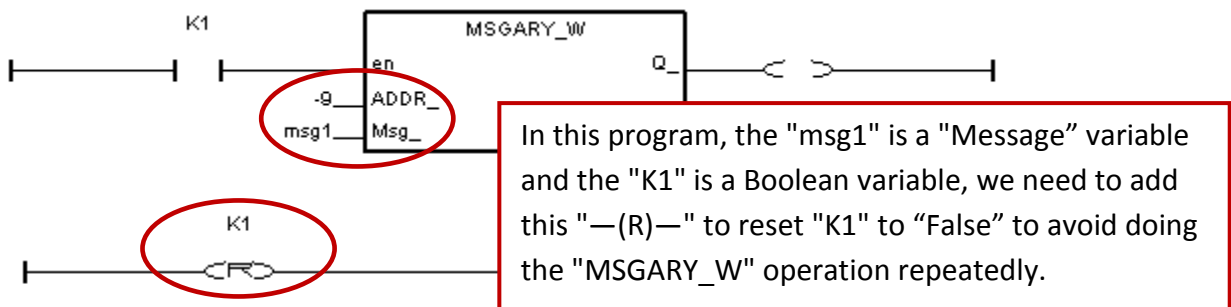 K1
MSGARY_W
en
Q_
-9
ADDR_
msg1
Msg_
In this program, the "msg1" is a "Message” variable
and the "K1" is a Boolean variable, we need to add
this "—(R)—" to reset "K1" to “False” to avoid doing
the "MSGARY_W" operation repeatedly.
K1
R